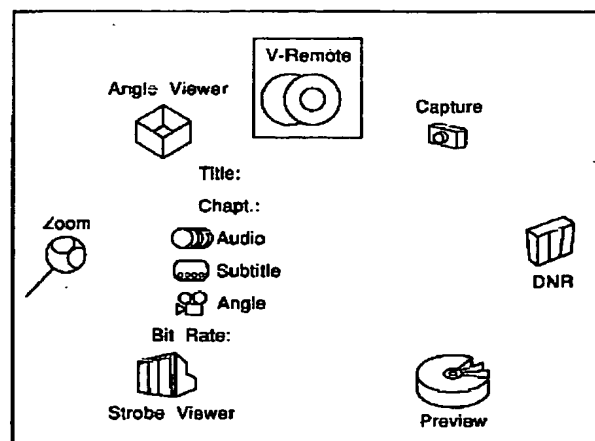 V-Remote
Angle Viewer
Capture
Title:
Chapt.:
Zoom
Audio
Subtitle
DNR
Angle
Bit Rate:
Strobe Viewer
Preview